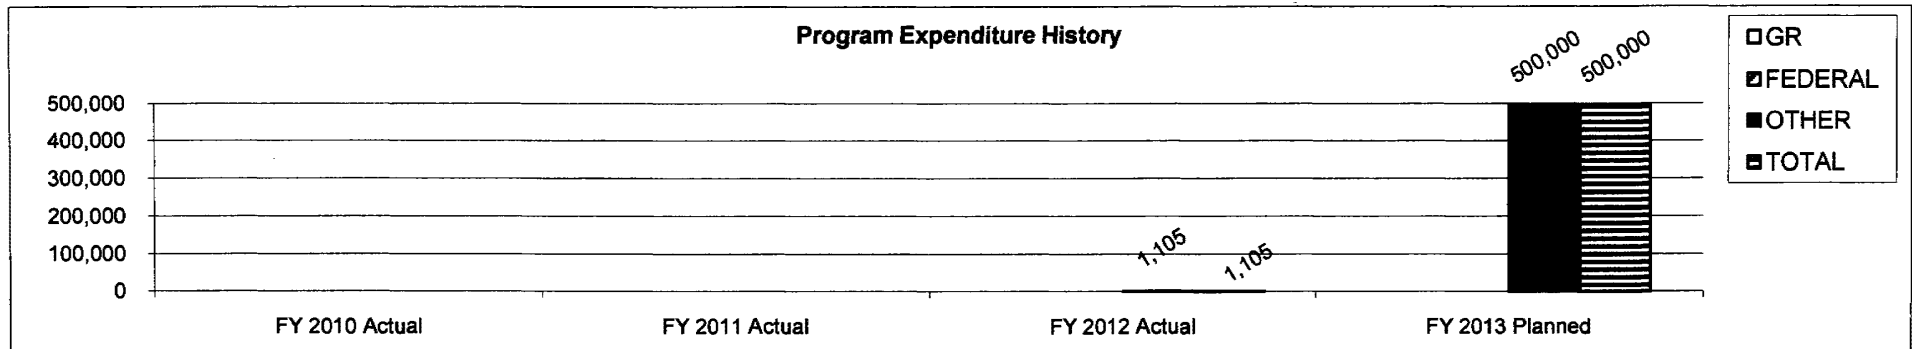 Program Expenditure History
GR
FEDERAL
OTHER
TOTAL
500,000
500,000
500,000
400,000
300,000
200,000
100,000
0
1,105
1,105
FY 2010 Actual
FY 2011 Actual
FY 2012 Actual
FY 2013 Planned